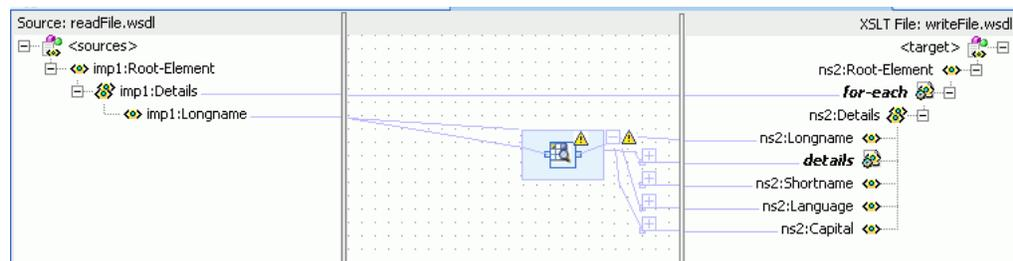 Source: readFile.wsdl
XSLT File: writeFile.wsdl
<sources>
<target>
imp1:Root-Element
ns2:Root-Element
imp1:Details
for-each
imp1:Longname
ns2:Details
ns2:Longname
details
ns2:Shortname
ns2:Language
ns2:Capital